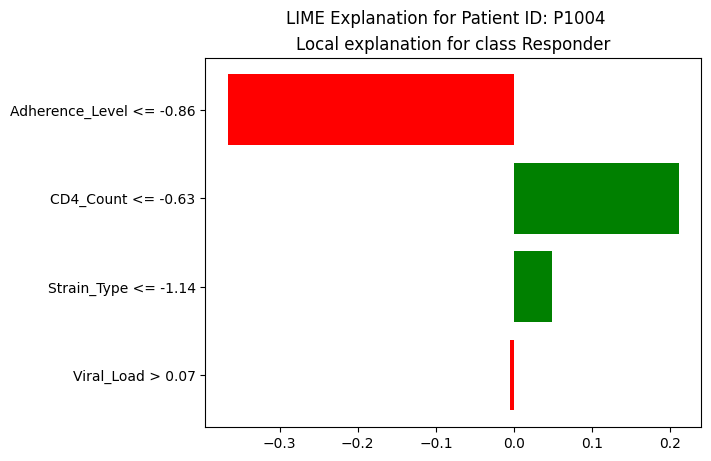 LIME Explanation for Patient ID: P1004
Local explanation for class Responder
Adherence_Level <= -0.86
CD4_Count <= -0.63
Strain_Type <= -1.14
Viral_Load > 0.07
−0.3 −0.2 −0.1 0.0 0.1 0.2